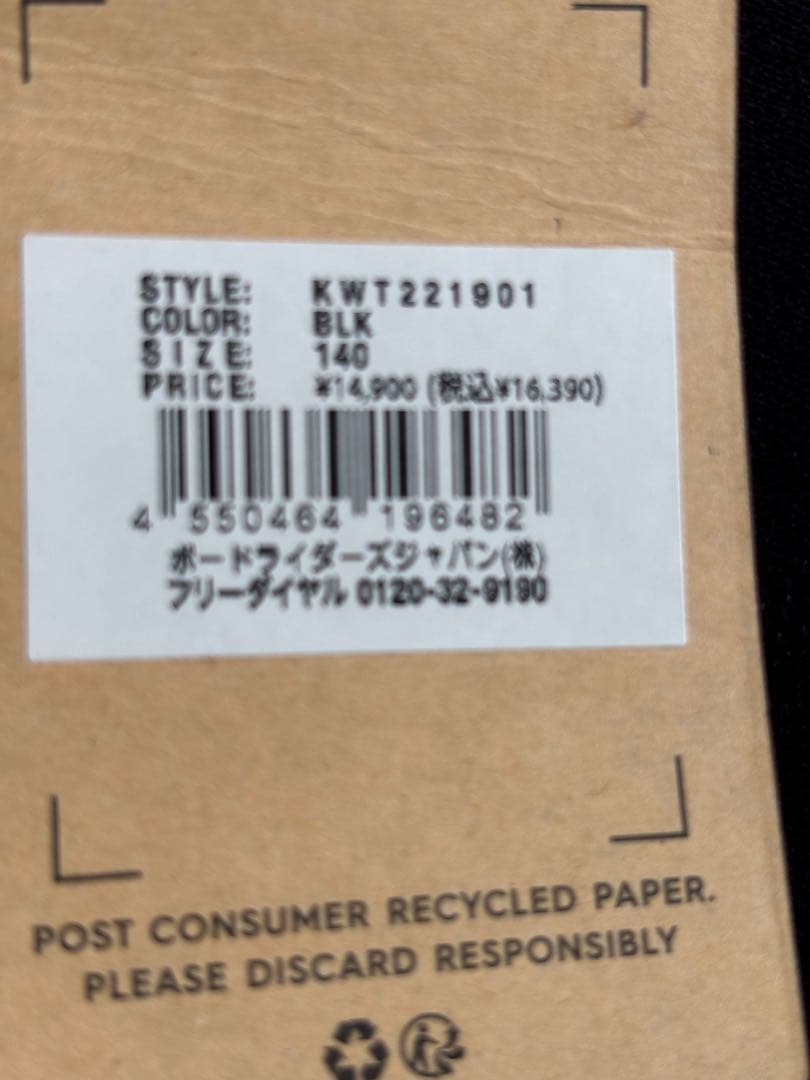 STYLE: KWT221901
COLOR: BLK
SIZE: 140
PRICE: ¥14,900 (税込¥16,390)
4 550464 196482
ボードライダーズジャパン(株)
フリーダイヤル 0120-32-9190
POST CONSUMER RECYCLED PAPER.
PLEASE DISCARD RESPONSIBLY